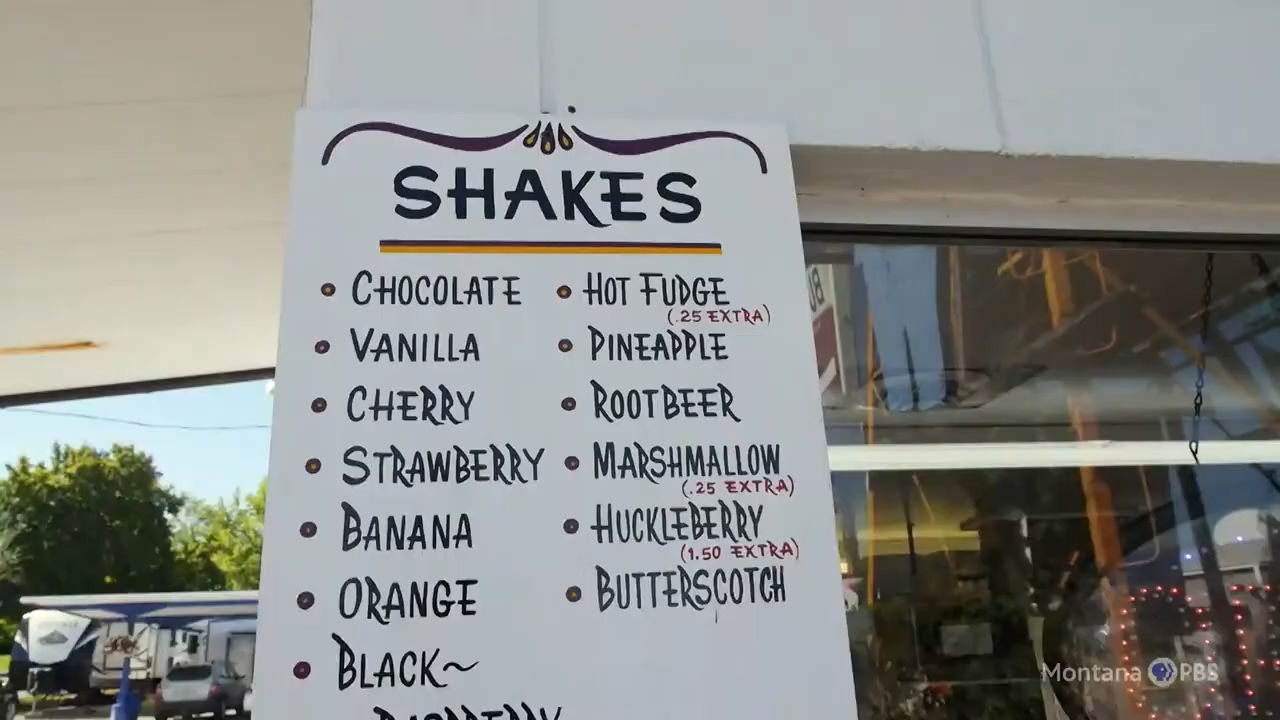 SHAKES
CHOCOLATE
VANILLA
CHERRY
STRAWBERRY
BANANA
ORANGE
BLACK~
HOT FUDGE
(.25 EXTRA)
PINEAPPLE
ROOTBEER
MARSHMALLOW
(.25 EXTRA)
HUCKLEBERRY
(1.50 EXTRA)
BUTTERSCOTCH
Montana PBS